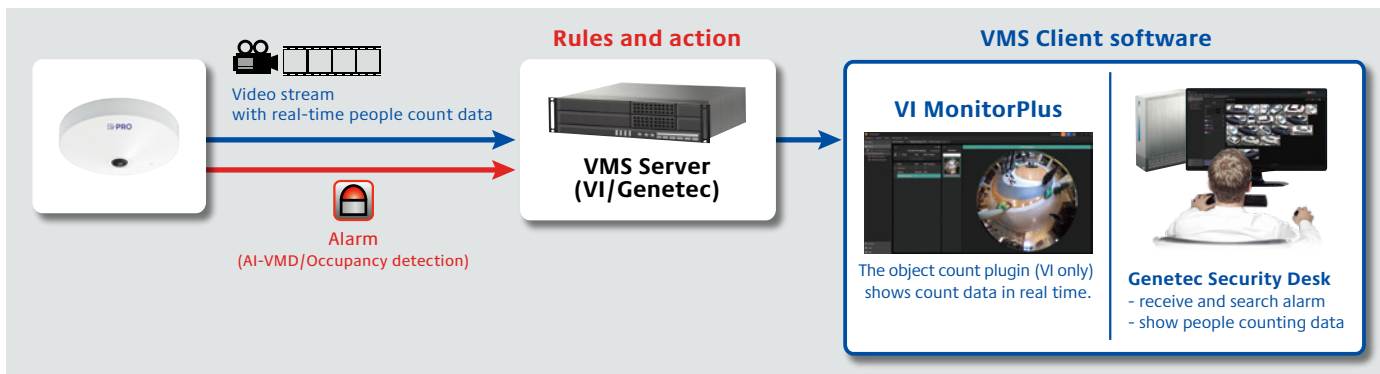 i-PRO
Video stream
with real-time people count data
Alarm
(AI-VMD/Occupancy detection)
Rules and action
VMS Server
(VI/Genetec)
VMS Client software
VI MonitorPlus
The object count plugin (VI only)
shows count data in real time.
Genetec Security Desk
- receive and search alarm
- show people counting data